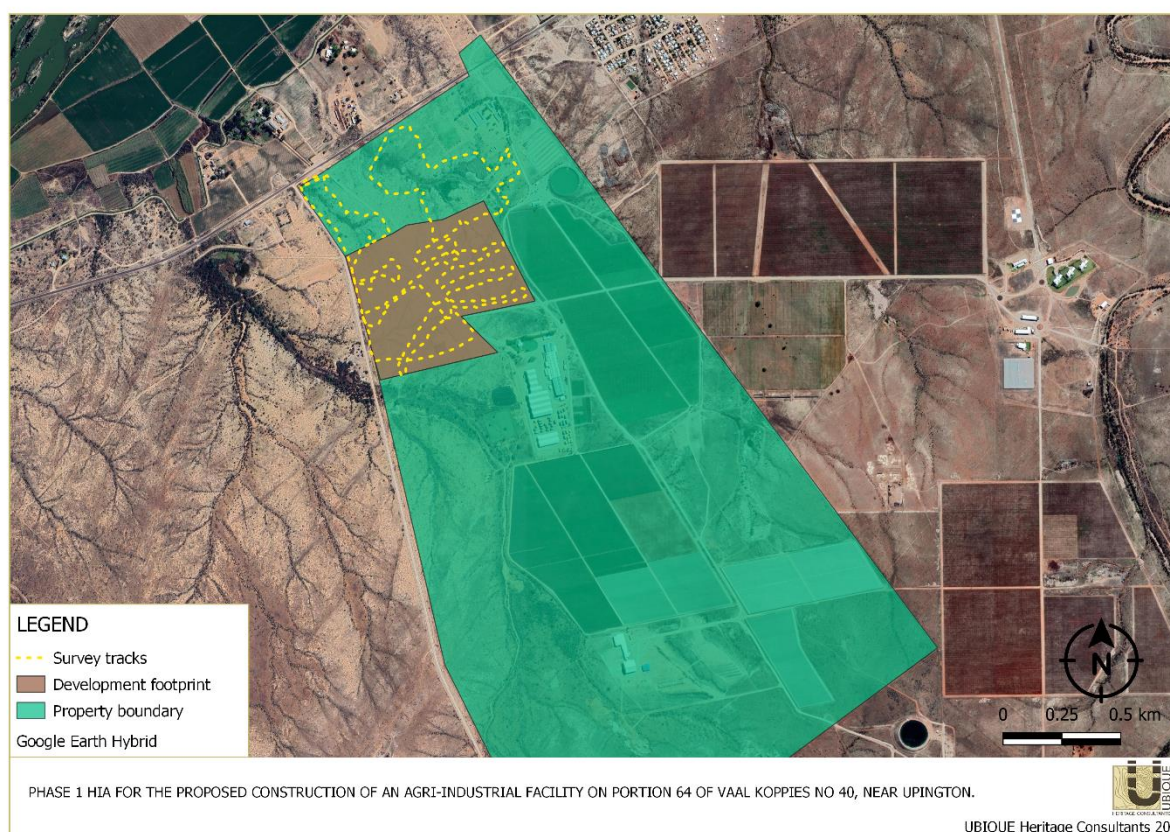 LEGEND
Survey tracks
Development footprint
Property boundary
Google Earth Hybrid
N
0 0.25 0.5 km
PHASE 1 HIA FOR THE PROPOSED CONSTRUCTION OF AN AGRI-INDUSTRIAL FACILITY ON PORTION 64 OF VAAL KOPPIES NO 40, NEAR UPINGTON.
UBIQUE
HERITAGE CONSULTANTS
UBIQUE Heritage Consultants 20